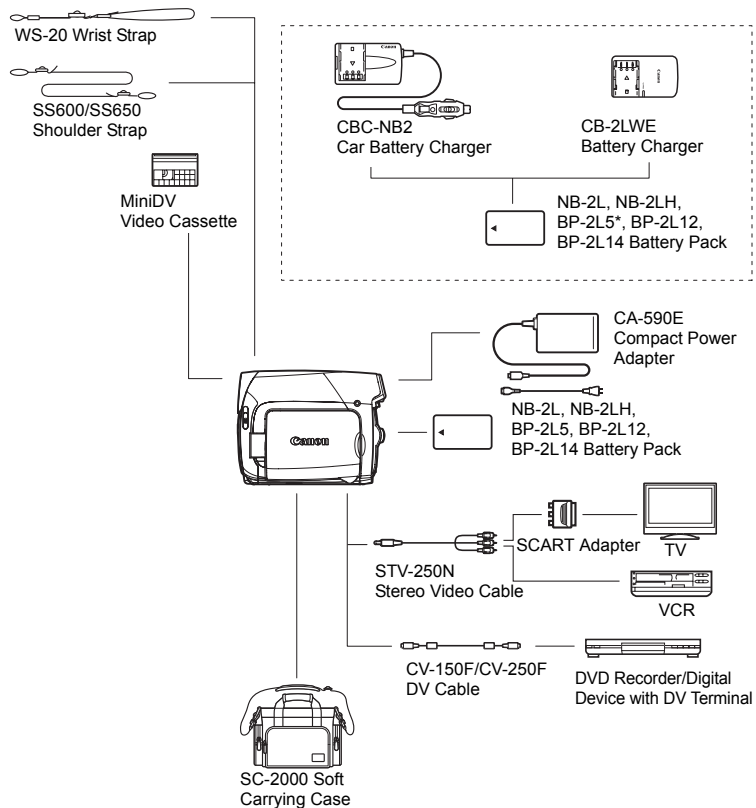 WS-20 Wrist Strap
SS600/SS650
Shoulder Strap
MiniDV
Video Cassette
Canon
CBC-NB2
Car Battery Charger
Canon
CB-2LWE
Battery Charger
NB-2L, NB-2LH,
BP-2L5*, BP-2L12,
BP-2L14 Battery Pack
CA-590E
Compact Power
Adapter
NB-2L, NB-2LH,
BP-2L5, BP-2L12,
BP-2L14 Battery Pack
Canon
STV-250N
Stereo Video Cable
SCART Adapter
TV
VCR
CV-150F/CV-250F
DV Cable
DVD Recorder/Digital
Device with DV Terminal
SC-2000 Soft
Carrying Case